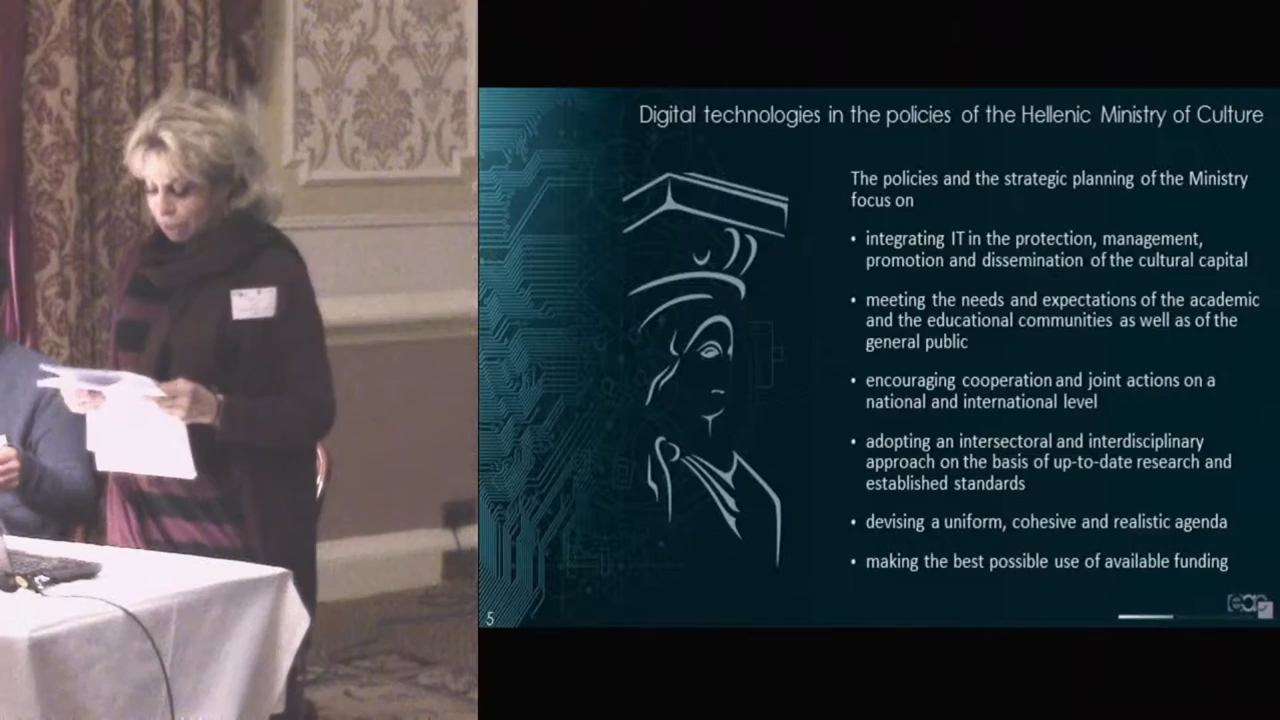 Digital technologies in the policies of the Hellenic Ministry of Culture
The policies and the strategic planning of the Ministry
focus on
• integrating IT in the protection, management,
promotion and dissemination of the cultural capital
• meeting the needs and expectations of the academic
and the educational communities as well as of the
general public
• encouraging cooperation and joint actions on a
national and international level
• adopting an intersectoral and interdisciplinary
approach on the basis of up-to-date research and
established standards
• devising a uniform, cohesive and realistic agenda
• making the best possible use of available funding
5